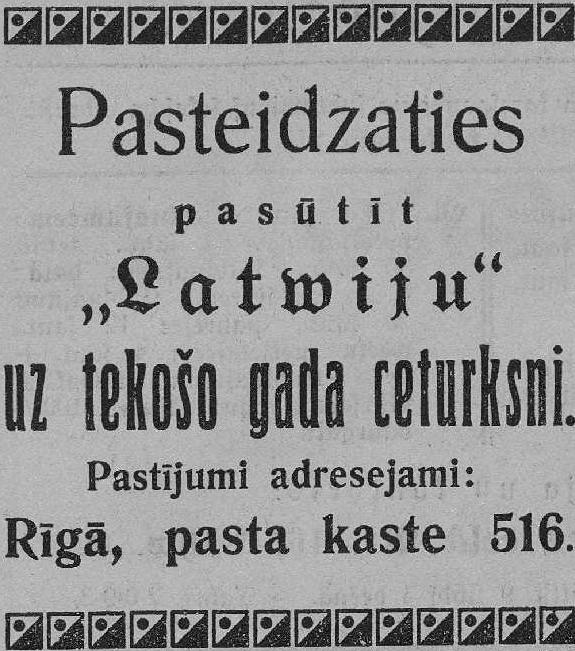 Pasteidzaties
pasūtīt
„Latwiju“
uz tekošo gada ceturksni.
Pastījumi adresejami:
Rīgā, pasta kaste 516.